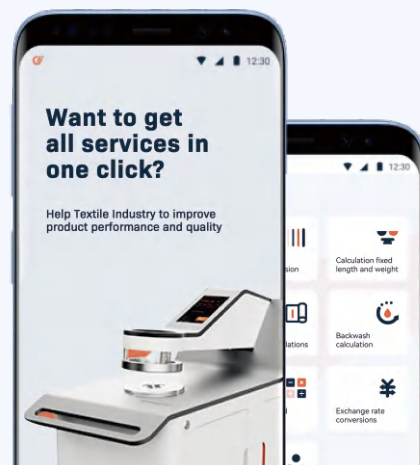 12:30
Want to get
all services in
one click?
Help Textile Industry to improve
product performance and quality
12:30
Calculation fixed
length and weight
Backwash
calculation
Exchange rate
conversions